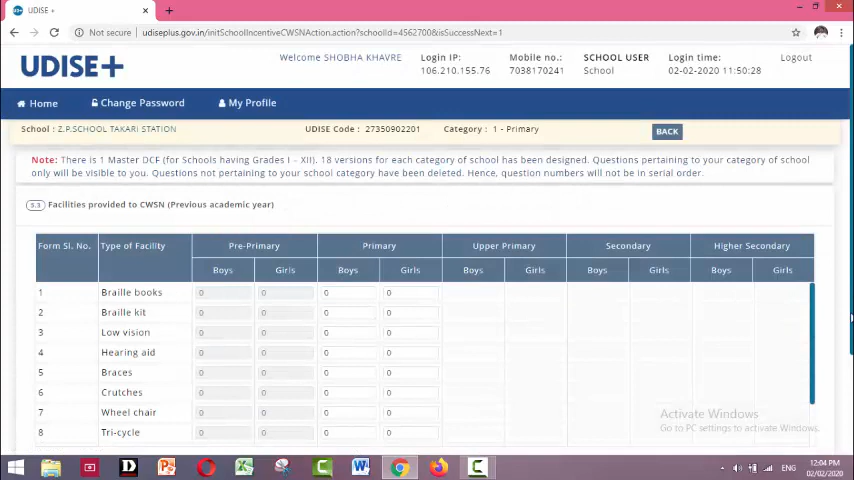 UDISE +
Not secure | udiseplus.gov.in/initSchoolIncentiveCWSNAction.action?schoolId=4562700&isSuccessNext=1
UDISE+
Welcome SHOBHA KHAVRE
Login IP:
106.210.155.76
Mobile no.:
7038170241
SCHOOL USER
School
Login time:
02-02-2020 11:50:28
Logout
Home
Change Password
My Profile
School : Z.P.SCHOOL TAKARI STATION
UDISE Code : 27350902201
Category : 1 - Primary
BACK
Note: There is 1 Master DCF (for Schools having Grades I – XII). 18 versions for each category of school has been designed. Questions pertaining to your category of school
only will be visible to you. Questions not pertaining to your school category have been deleted. Hence, question numbers will not be in serial order.
3.3 Facilities provided to CWSN (Previous academic year)
Form Sl. No. Type of Facility Pre-Primary Primary Upper Primary Secondary Higher Secondary
Boys Girls Boys Girls Boys Girls Boys Girls Boys Girls
1 Braille books 0 0 0 0
2 Braille kit 0 0 0 0
3 Low vision 0 0 0 0
4 Hearing aid 0 0 0 0
5 Braces 0 0 0 0
6 Crutches 0 0 0 0
7 Wheel chair 0 0 0 0
8 Tri-cycle 0 0 0 0
Activate Windows
Go to PC settings to activate Windows.
ENG
12:04 PM
02/02/2020